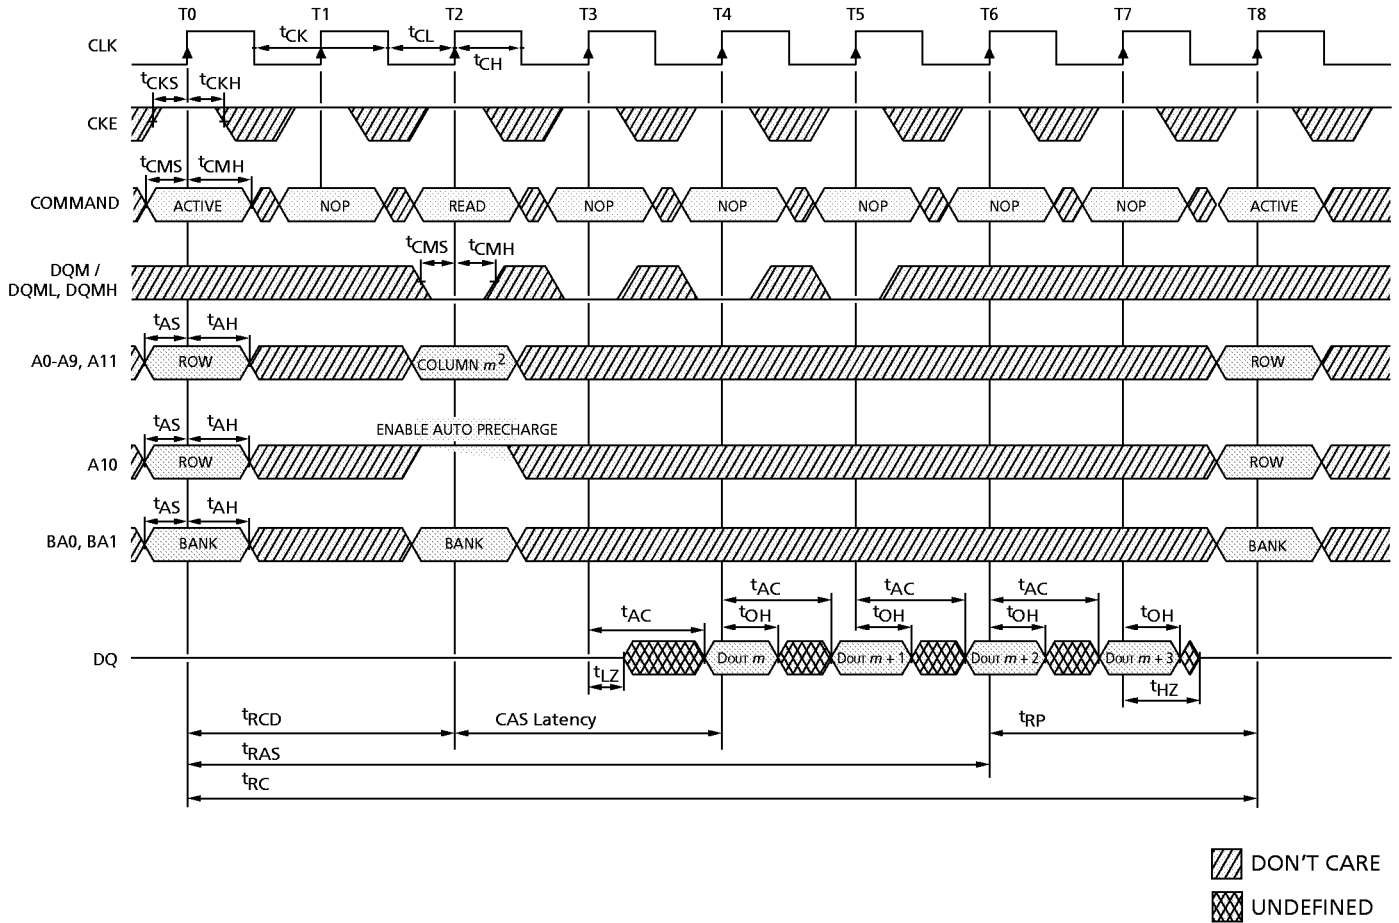 T0 T1 T2 T3 T4 T5 T6 T7 T8
CLK tCK tCL tCH
tCKS tCKH
CKE
tCMS tCMH
COMMAND ACTIVE NOP READ NOP NOP NOP NOP NOP ACTIVE
tCMS tCMH
DQM /
DQML, DQMH
tAS tAH
A0-A9, A11 ROW COLUMN m2 ROW
tAS tAH ENABLE AUTO PRECHARGE
A10 ROW ROW
tAS tAH
BA0, BA1 BANK BANK BANK
tAC tAC tAC
tAC tOH tOH tOH tOH
DQ DOUT m DOUT m + 1 DOUT m + 2 DOUT m + 3
tLZ tHZ
tRCD CAS Latency tRP
tRAS
tRC
DON'T CARE
UNDEFINED